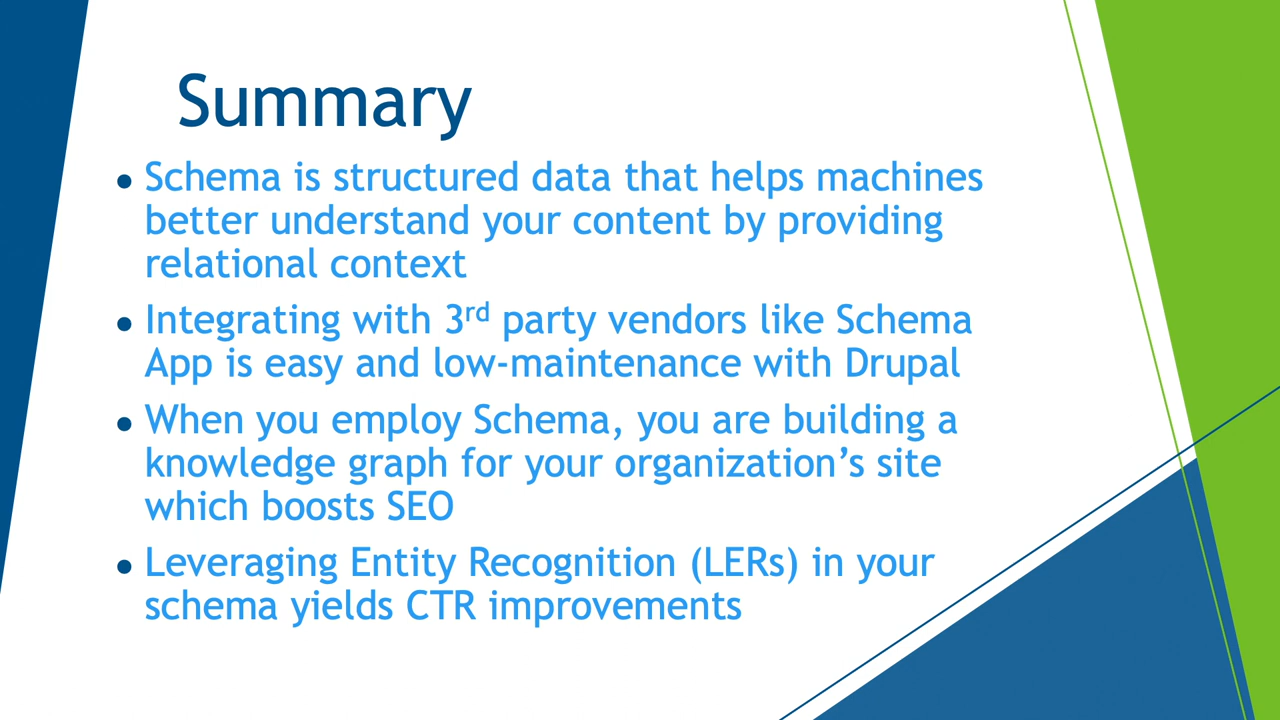 Summary
• Schema is structured data that helps machines
better understand your content by providing
relational context
• Integrating with 3rd party vendors like Schema
App is easy and low-maintenance with Drupal
• When you employ Schema, you are building a
knowledge graph for your organization’s site
which boosts SEO
• Leveraging Entity Recognition (LERs) in your
schema yields CTR improvements